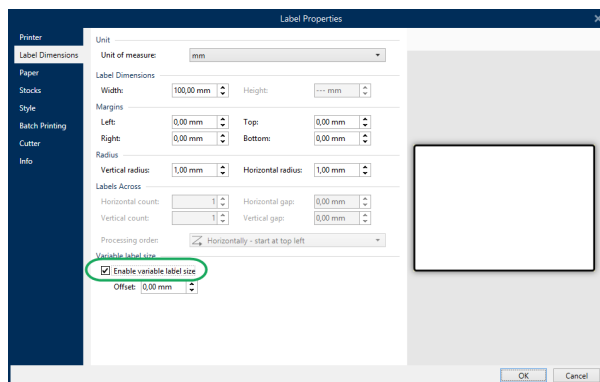 Label Properties
Printer
Label Dimensions
Paper
Stocks
Style
Batch Printing
Cutter
Info
Unit
Unit of measure: mm
Label Dimensions
Width: 100,00 mm Height: --- mm
Margins
Left: 0,00 mm Top: 0,00 mm
Right: 0,00 mm Bottom: 0,00 mm
Radius
Vertical radius: 1,00 mm Horizontal radius: 1,00 mm
Labels Across
Horizontal count: 1 Horizontal gap: 0,00 mm
Vertical count: 1 Vertical gap: 0,00 mm
Processing order: Horizontally - start at top left
Variable label size
Enable variable label size
Offset: 0,00 mm
OK Cancel